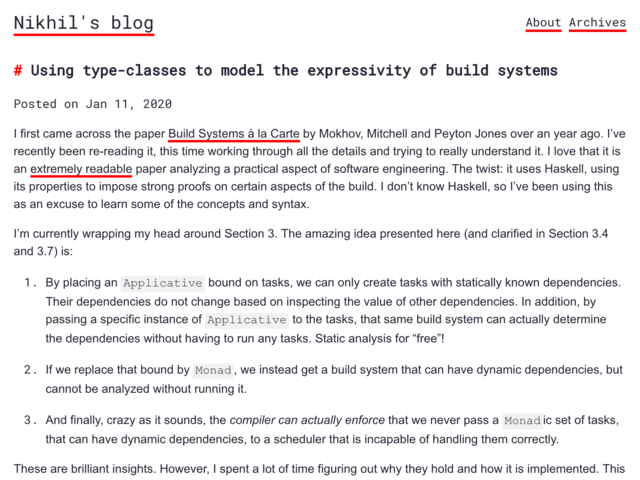 Nikhil's blog
About Archives
# Using type-classes to model the expressivity of build systems
Posted on Jan 11, 2020
I first came across the paper Build Systems à la Carte by Mokhov, Mitchell and Peyton Jones over an year ago. I've
recently been re-reading it, this time working through all the details and trying to really understand it. I love that it is
an extremely readable paper analyzing a practical aspect of software engineering. The twist: it uses Haskell, using
its properties to impose strong proofs on certain aspects of the build. I don't know Haskell, so I've been using this
as an excuse to learn some of the concepts and syntax.
I'm currently wrapping my head around Section 3. The amazing idea presented here (and clarified in Section 3.4
and 3.7) is:
1. By placing an Applicative bound on tasks, we can only create tasks with statically known dependencies.
Their dependencies do not change based on inspecting the value of other dependencies. In addition, by
passing a specific instance of Applicative to the tasks, that same build system can actually determine
the dependencies without having to run any tasks. Static analysis for “free”!
2. If we replace that bound by Monad, we instead get a build system that can have dynamic dependencies, but
cannot be analyzed without running it.
3. And finally, crazy as it sounds, the compiler can actually enforce that we never pass a Monadic set of tasks,
that can have dynamic dependencies, to a scheduler that is incapable of handling them correctly.
These are brilliant insights. However, I spent a lot of time figuring out why they hold and how it is implemented. This